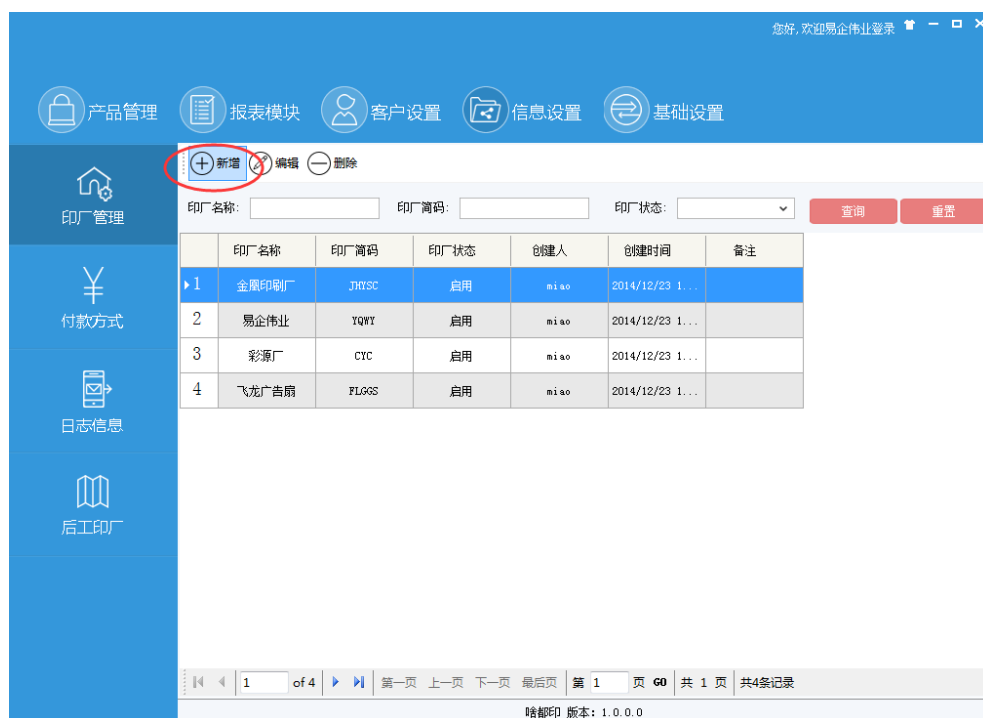 您好,欢迎易企伟业登录
产品管理 报表模块 客户设置 信息设置 基础设置
新增 编辑 删除
印厂管理
付款方式
日志信息
后工印厂
印厂名称: 印厂简码: 印厂状态: 查询 重置
印厂名称 印厂简码 印厂状态 创建人 创建时间 备注
1 金凰印刷厂 JHYSC 启用 miao 2014/12/23 1...
2 易企伟业 YQWY 启用 miao 2014/12/23 1...
3 彩源厂 CYC 启用 miao 2014/12/23 1...
4 飞龙广告扇 FLGGS 启用 miao 2014/12/23 1...
1 of 4 第一页 上一页 下一页 最后页 第 1 页 GO 共 1 页 共4条记录
啥都印 版本: 1.0.0.0